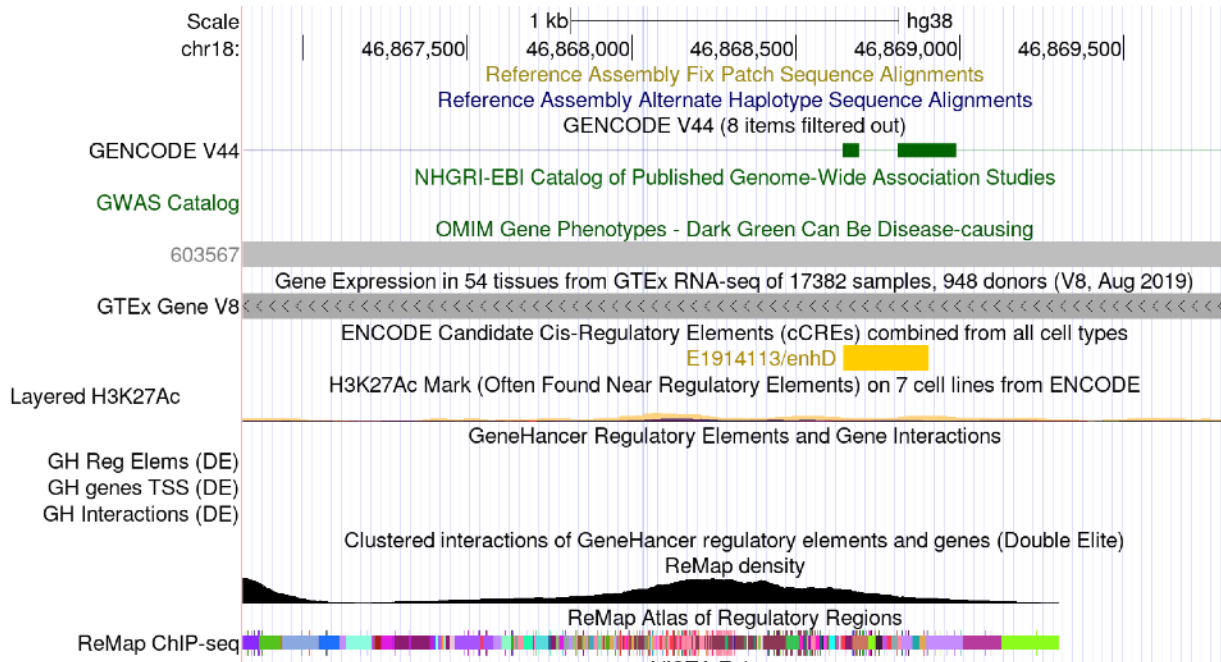 Scale 1 kb hg38
chr18: 46,867,500 46,868,000 46,868,500 46,869,000 46,869,500
Reference Assembly Fix Patch Sequence Alignments
Reference Assembly Alternate Haplotype Sequence Alignments
GENCODE V44 (8 items filtered out)
GENCODE V44
NHGRI-EBI Catalog of Published Genome-Wide Association Studies
GWAS Catalog
OMIM Gene Phenotypes - Dark Green Can Be Disease-causing
603567
Gene Expression in 54 tissues from GTEx RNA-seq of 17382 samples, 948 donors (V8, Aug 2019)
GTEx Gene V8
ENCODE Candidate Cis-Regulatory Elements (cCREs) combined from all cell types
E1914113/enhD
H3K27Ac Mark (Often Found Near Regulatory Elements) on 7 cell lines from ENCODE
Layered H3K27Ac
GeneHancer Regulatory Elements and Gene Interactions
GH Reg Elems (DE)
GH genes TSS (DE)
GH Interactions (DE)
Clustered interactions of GeneHancer regulatory elements and genes (Double Elite)
ReMap density
ReMap Atlas of Regulatory Regions
ReMap ChIP-seq